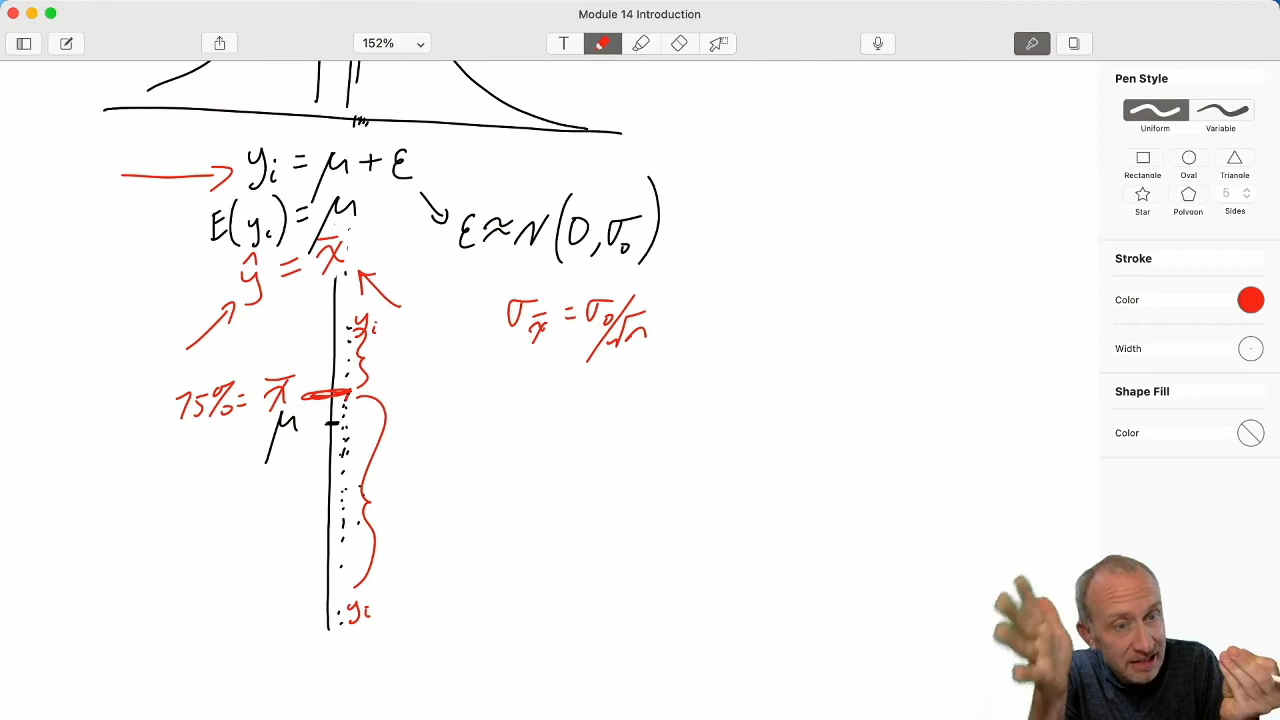 Module 14 Introduction
152%
T
Pen Style
Uniform
Variable
Rectangle
Oval
Triangle
5
Star
Polygon
Sides
Stroke
Color
Width
Shape Fill
Color
yᵢ = μ + ε
E(yᵢ) = μ
ε ≈ N(0, σ₀)
ŷ = x̄
σx̄ = σ₀/√n
yᵢ
75% = x̄
μ
yᵢ